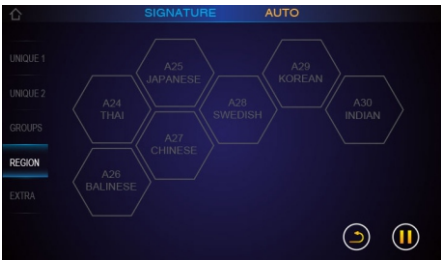 SIGNATURE AUTO
UNIQUE 1
UNIQUE 2
GROUPS
REGION
EXTRA
A24
THAI
A25
JAPANESE
A26
BALINESE
A27
CHINESE
A28
SWEDISH
A29
KOREAN
A30
INDIAN